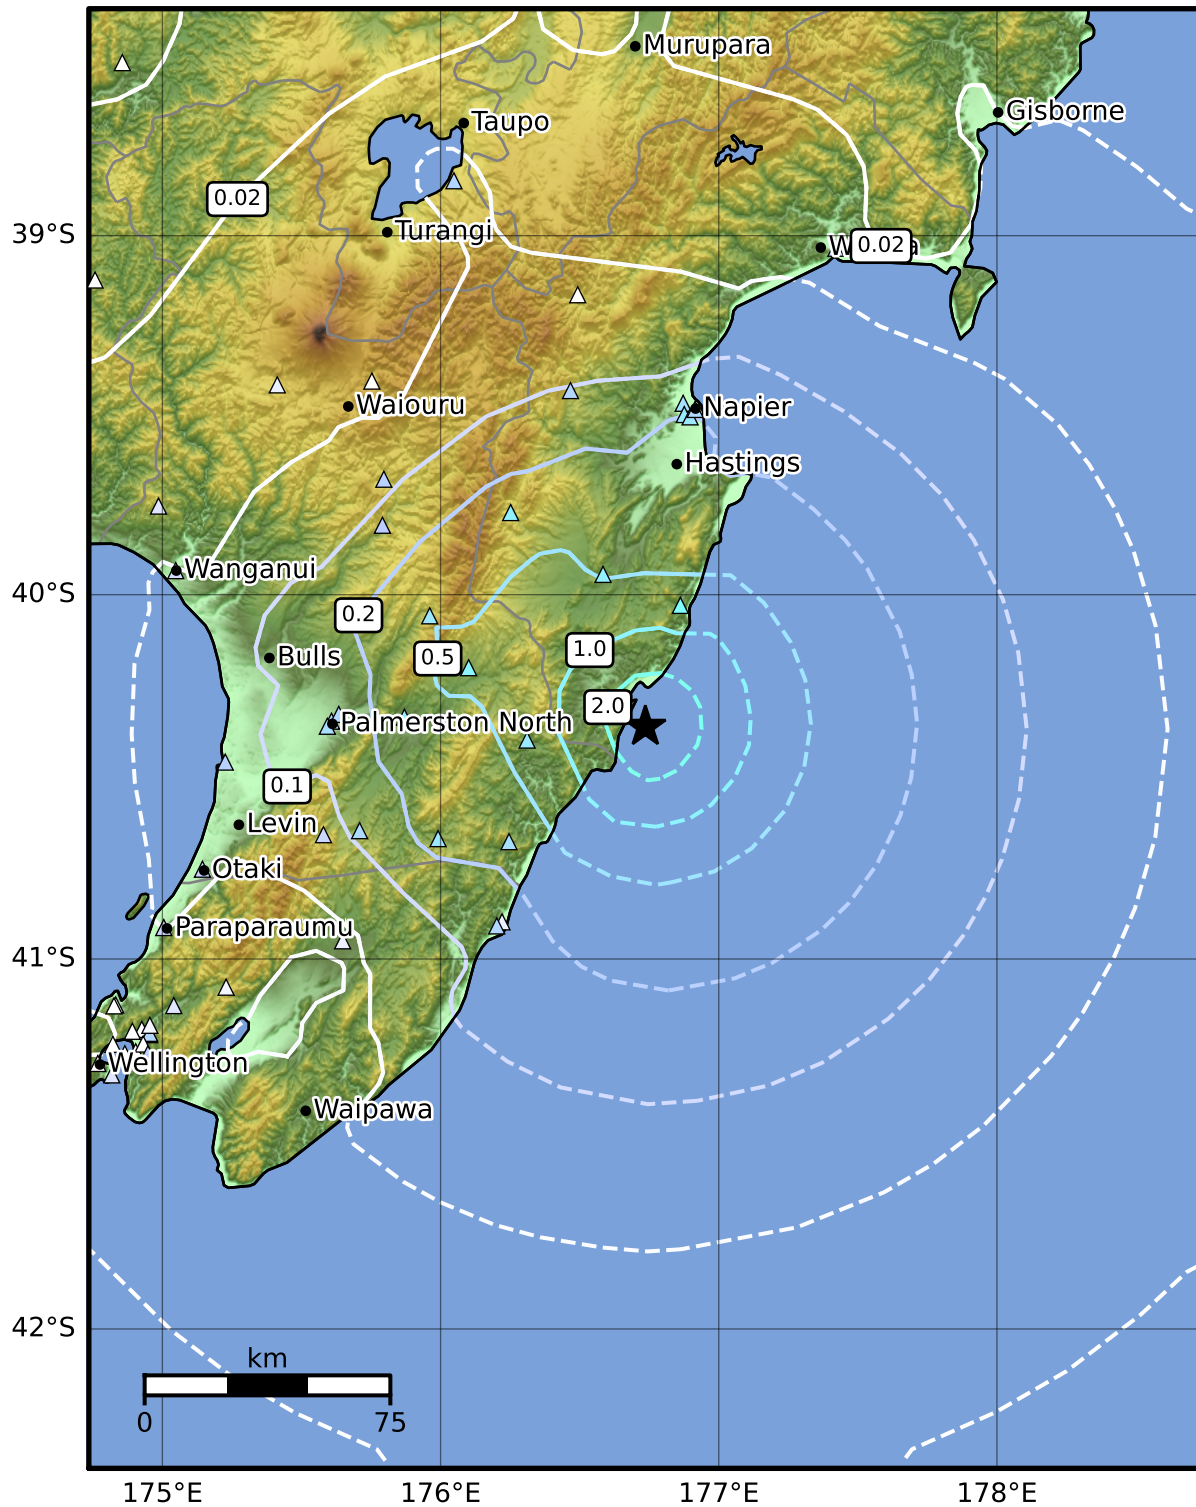 Murupara
Gisborne
Taupo
0.02
39°S
Turangi
0.02
Waiouru
Napier
Hastings
Wanganui
40°S
0.2
1.0
Bulls
0.5
2.0
Palmerston North
0.1
Levin
Otaki
Paraparaumu
41°S
Wellington
Waipawa
42°S
km
0 75
175°E 176°E 177°E 178°E